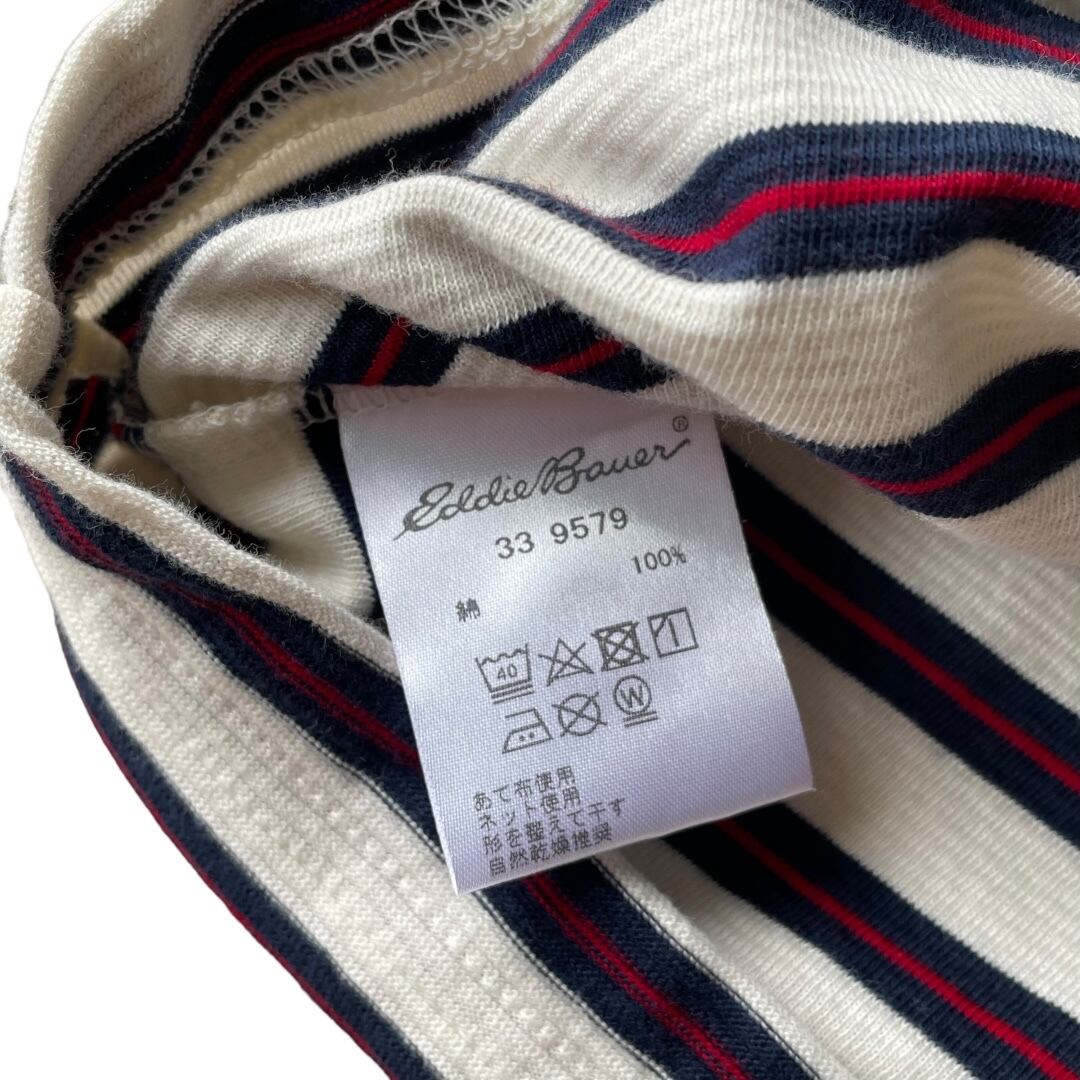 Eddie Bauer®
33 9579
綿 100%
40
W
あて布使用
ネット使用
形を整えて干す
自然乾燥推奨